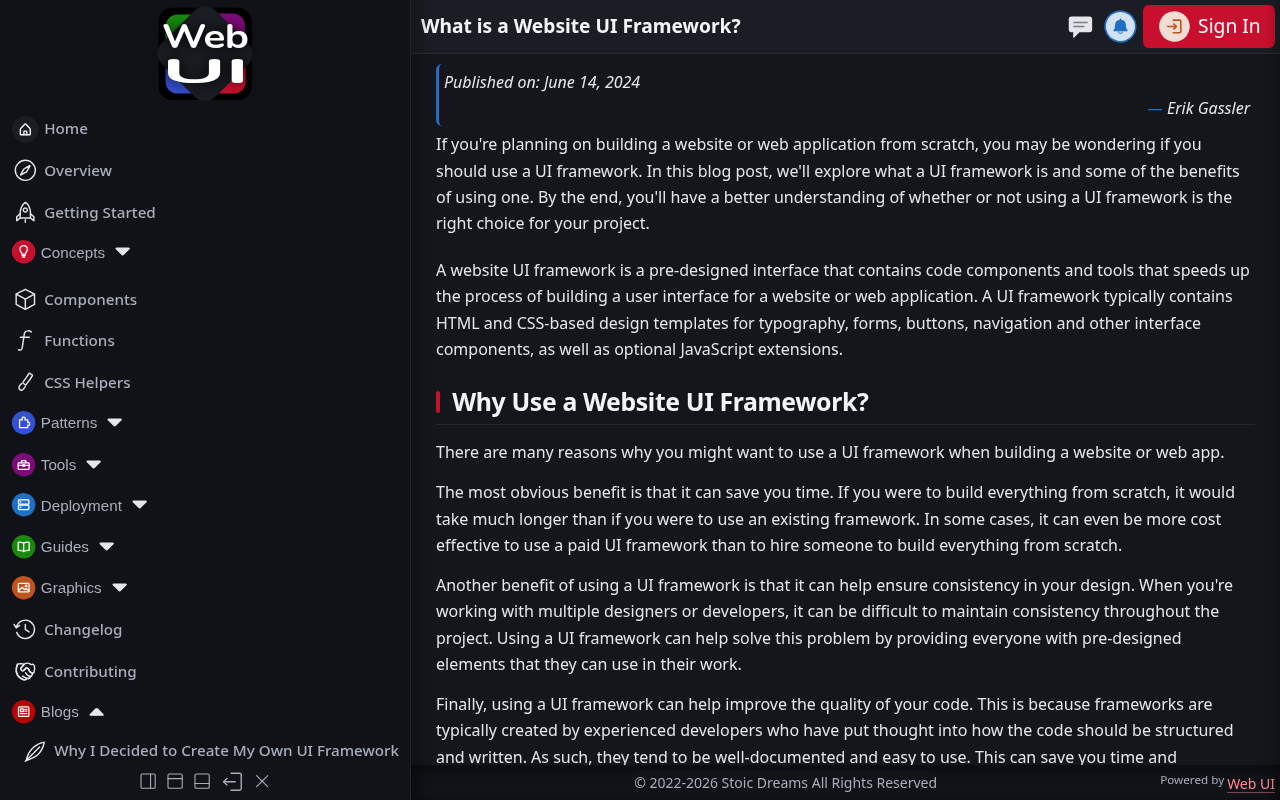 Web
UI
Home
Overview
Getting Started
Concepts
Components
Functions
CSS Helpers
Patterns
Tools
Deployment
Guides
Graphics
Changelog
Contributing
Blogs
Why I Decided to Create My Own UI Framework
What is a Website UI Framework?
Sign In
Published on: June 14, 2024
— Erik Gassler
If you're planning on building a website or web application from scratch, you may be wondering if you
should use a UI framework. In this blog post, we'll explore what a UI framework is and some of the benefits
of using one. By the end, you'll have a better understanding of whether or not using a UI framework is the
right choice for your project.
A website UI framework is a pre-designed interface that contains code components and tools that speeds up
the process of building a user interface for a website or web application. A UI framework typically contains
HTML and CSS-based design templates for typography, forms, buttons, navigation and other interface
components, as well as optional JavaScript extensions.
Why Use a Website UI Framework?
There are many reasons why you might want to use a UI framework when building a website or web app.
The most obvious benefit is that it can save you time. If you were to build everything from scratch, it would
take much longer than if you were to use an existing framework. In some cases, it can even be more cost
effective to use a paid UI framework than to hire someone to build everything from scratch.
Another benefit of using a UI framework is that it can help ensure consistency in your design. When you're
working with multiple designers or developers, it can be difficult to maintain consistency throughout the
project. Using a UI framework can help solve this problem by providing everyone with pre-designed
elements that they can use in their work.
Finally, using a UI framework can help improve the quality of your code. This is because frameworks are
typically created by experienced developers who have put thought into how the code should be structured
and written. As such, they tend to be well-documented and easy to use. This can save you time and
© 2022-2026 Stoic Dreams All Rights Reserved
Powered by Web UI